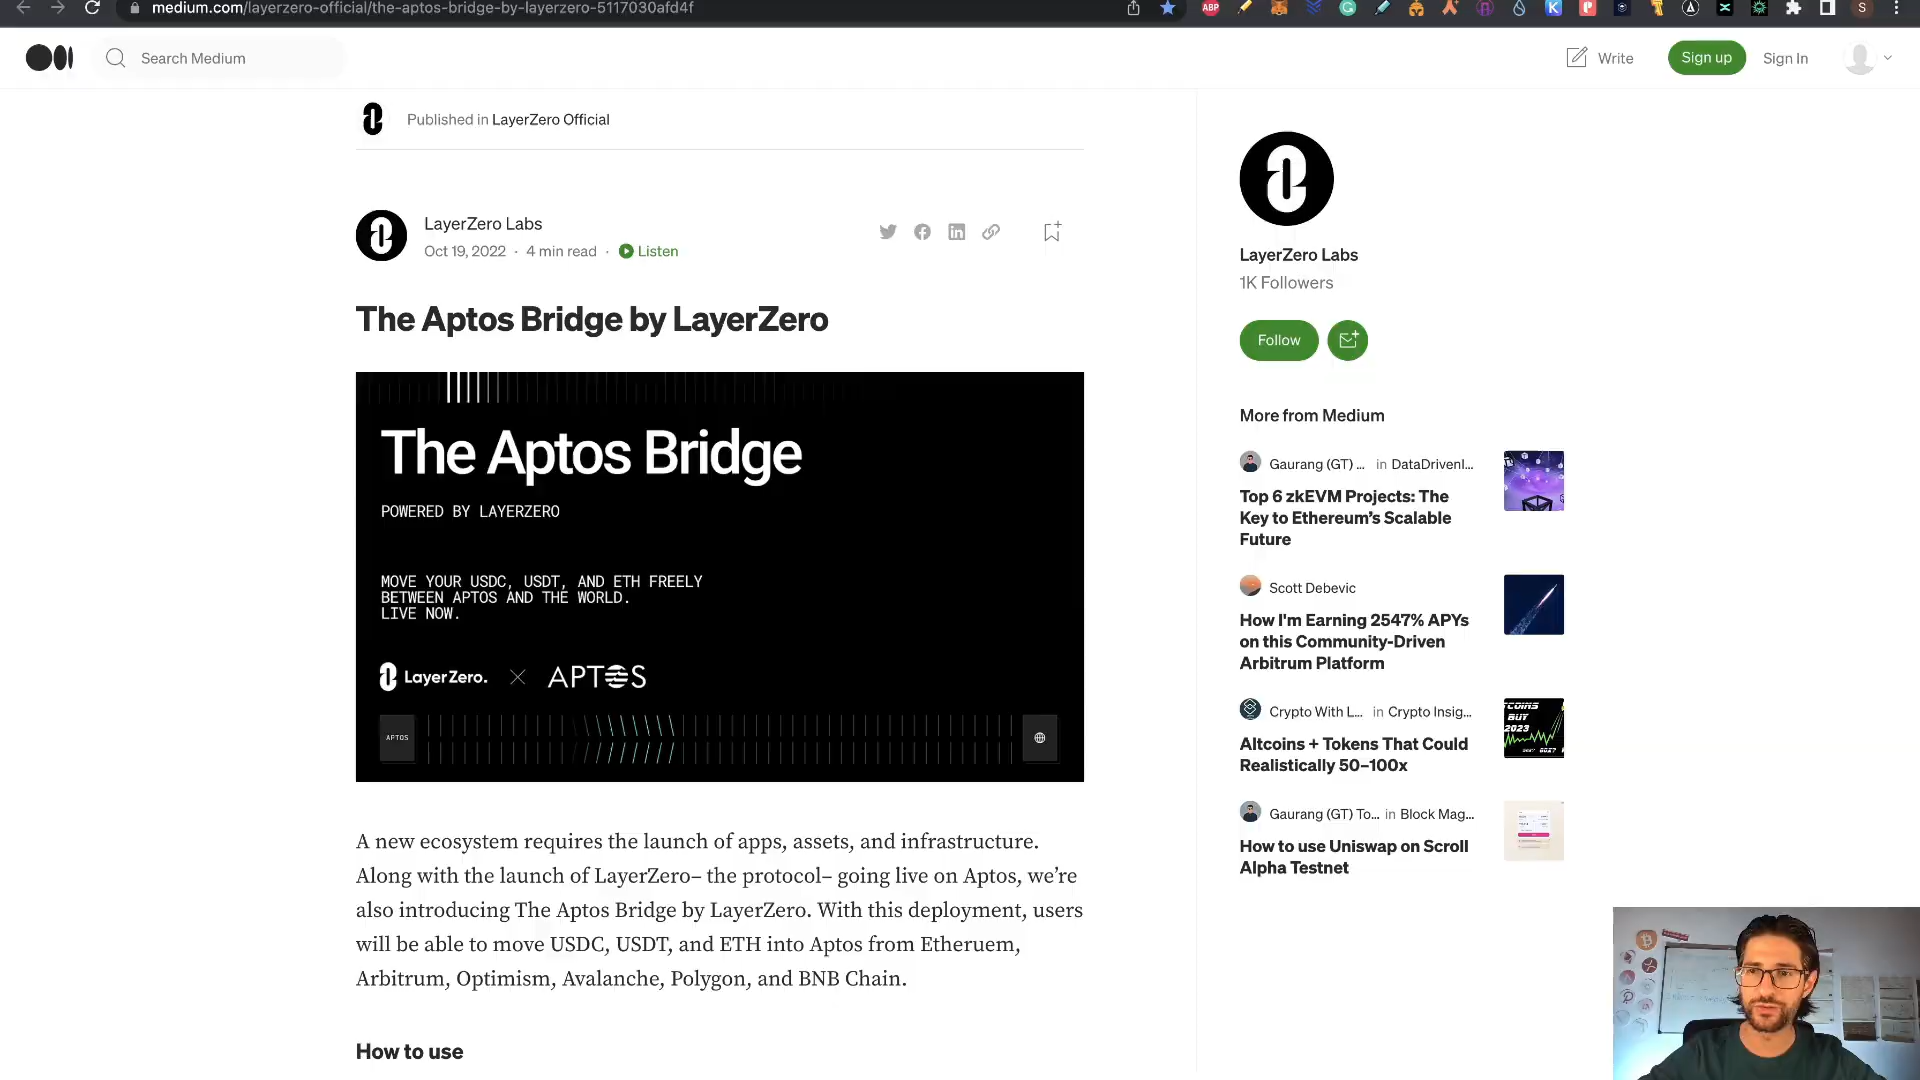 medium.com/layerzero-official/the-aptos-bridge-by-layerzero-5117030afd4f
ABP
Search Medium
Write
Sign up
Sign In
Published in LayerZero Official
LayerZero Labs
Oct 19, 2022 · 4 min read · Listen
The Aptos Bridge by LayerZero
The Aptos Bridge
POWERED BY LAYERZERO
MOVE YOUR USDC, USDT, AND ETH FREELY
BETWEEN APTOS AND THE WORLD.
LIVE NOW.
LayerZero. APTOS
APTOS
A new ecosystem requires the launch of apps, assets, and infrastructure.
Along with the launch of LayerZero– the protocol– going live on Aptos, we’re
also introducing The Aptos Bridge by LayerZero. With this deployment, users
will be able to move USDC, USDT, and ETH into Aptos from Etheruem,
Arbitrum, Optimism, Avalanche, Polygon, and BNB Chain.
How to use
LayerZero Labs
1K Followers
Follow
More from Medium
Gaurang (GT) ... in DataDrivenI...
Top 6 zkEVM Projects: The
Key to Ethereum’s Scalable
Future
Scott Debevic
How I'm Earning 2547% APYs
on this Community-Driven
Arbitrum Platform
Crypto With L... in Crypto Insig...
Altcoins + Tokens That Could
Realistically 50–100x
BUY
2023
Gaurang (GT) To... in Block Mag...
How to use Uniswap on Scroll
Alpha Testnet